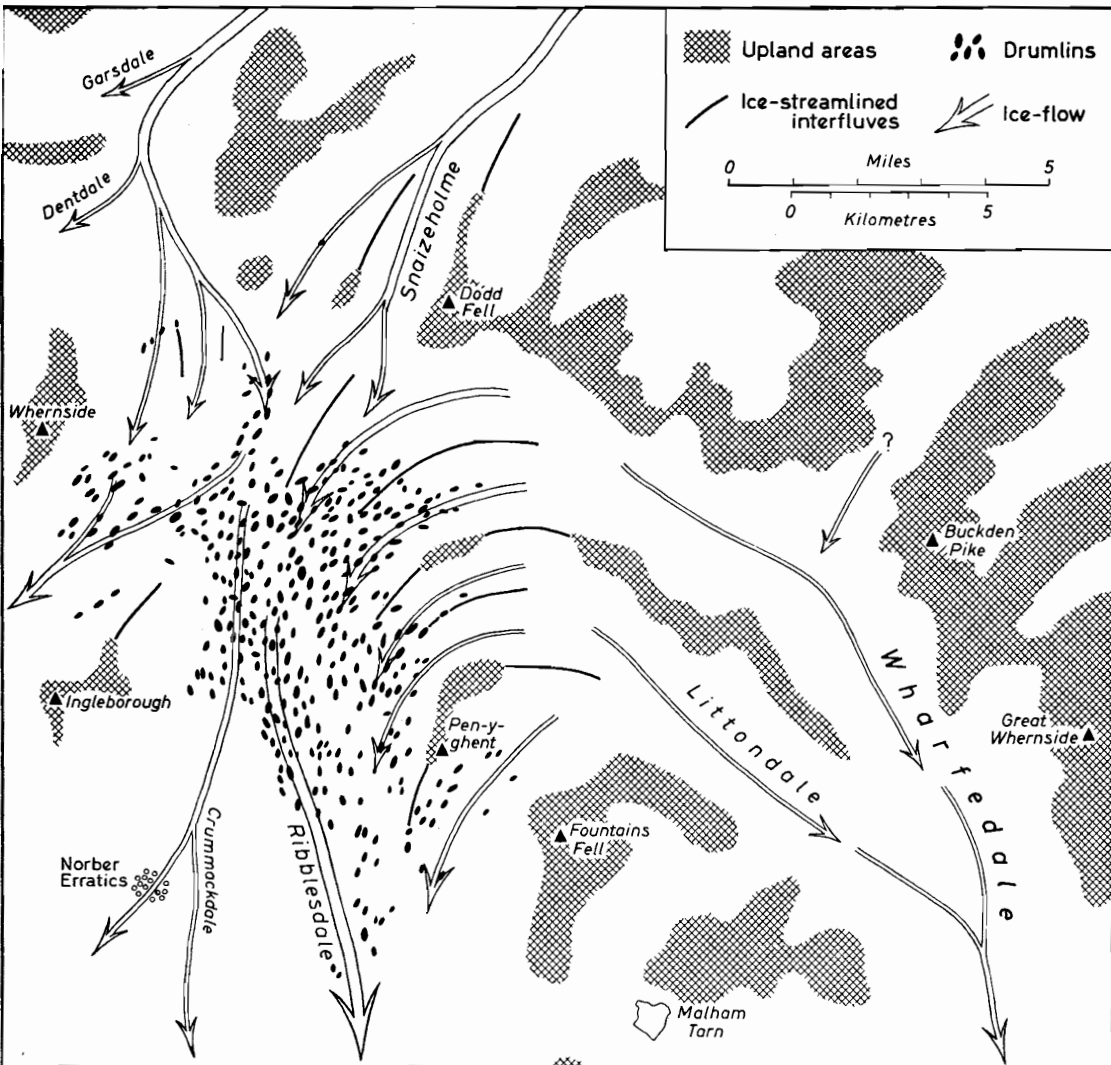 Upland areas
Drumlins
Ice-streamlined
interfluves
Ice-flow
0 Miles 5
0 Kilometres 5
Garsdale
Dentdale
Snaizeholme
Dodd
Fell
Whernside
?
Buckden
Pike
Ingleborough
Pen-y-
ghent
Littondale
Wharfedale
Great
Whernside
Fountains
Fell
Norber
Erratics
Crummackdale
Ribblesdale
Malham
Tarn